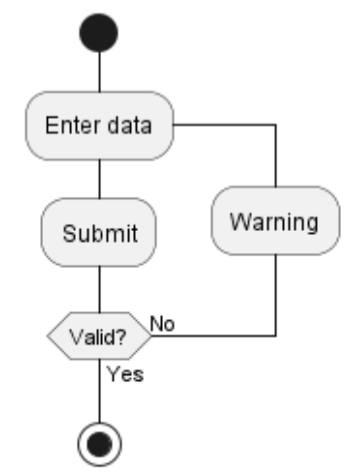 Enter data
Submit
Warning
Valid?
No
Yes